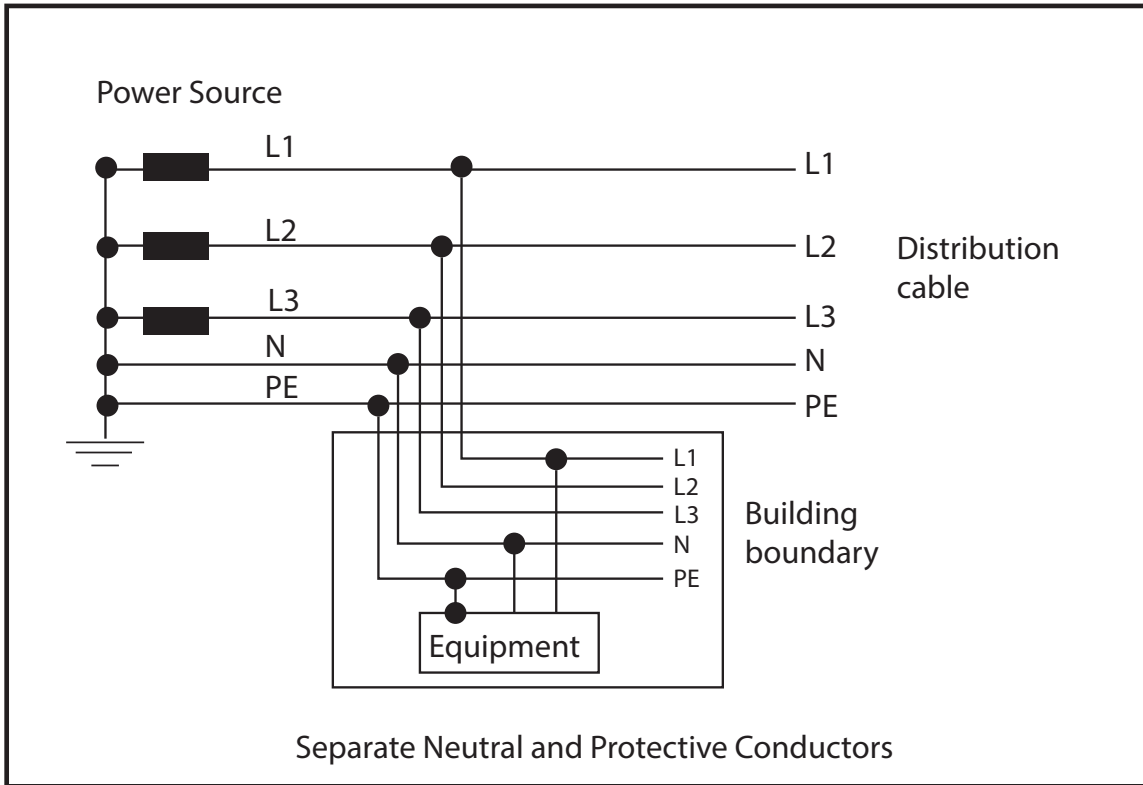 Power Source
L1
L1
L2
L2
Distribution
cable
L3
L3
N
N
PE
PE
L1
L2
L3
N
PE
Building
boundary
Equipment
Separate Neutral and Protective Conductors